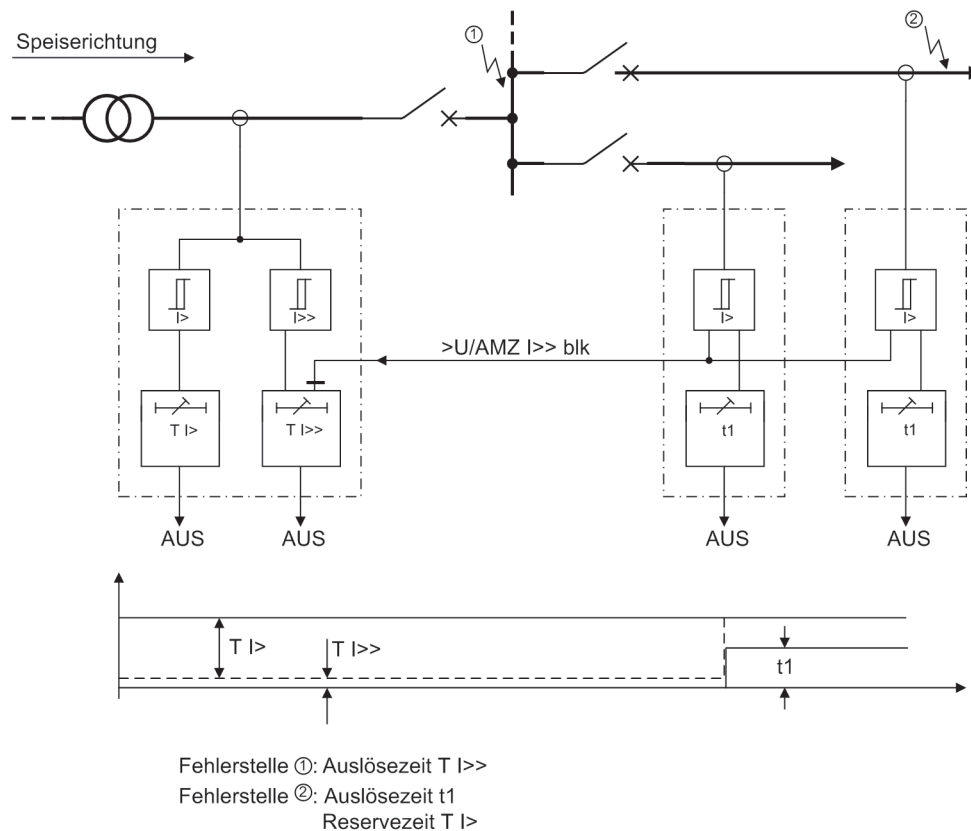 ①
②
Speiserichtung
I>
I>>
I>
I>
>U/AMZ I>> blk
T I>
T I>>
t1
t1
AUS
AUS
AUS
AUS
T I>
T I>>
t1
Fehlerstelle ①: Auslösezeit T I>>
Fehlerstelle ②: Auslösezeit t1
Reservezeit T I>